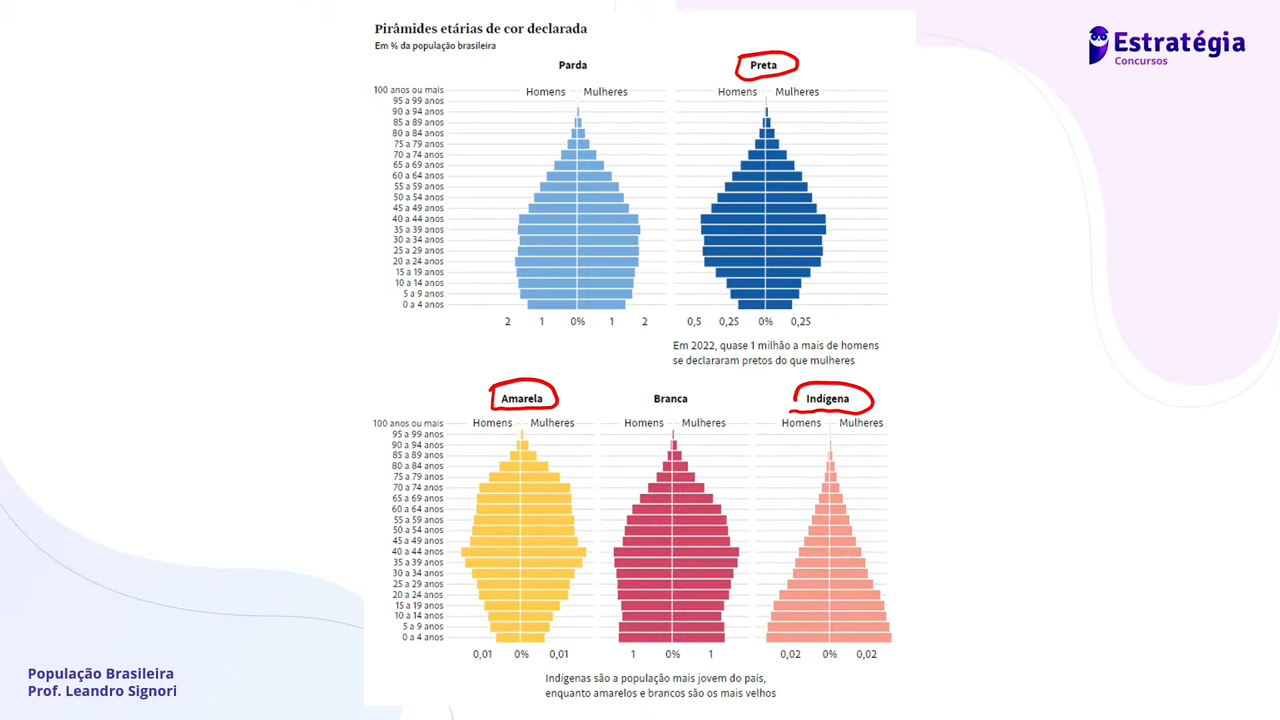 Pirâmides etárias de cor declarada
Em % da população brasileira
Estratégia
Concursos
Parda
Preta
Homens Mulheres
Homens Mulheres
100 anos ou mais
95 a 99 anos
90 a 94 anos
85 a 89 anos
80 a 84 anos
75 a 79 anos
70 a 74 anos
65 a 69 anos
60 a 64 anos
55 a 59 anos
50 a 54 anos
45 a 49 anos
40 a 44 anos
35 a 39 anos
30 a 34 anos
25 a 29 anos
20 a 24 anos
15 a 19 anos
10 a 14 anos
5 a 9 anos
0 a 4 anos
2 1 0% 1 2
0,5 0,25 0% 0,25
Em 2022, quase 1 milhão a mais de homens
se declararam pretos do que mulheres
Amarela
Branca
Indígena
Homens Mulheres
Homens Mulheres
Homens Mulheres
100 anos ou mais
95 a 99 anos
90 a 94 anos
85 a 89 anos
80 a 84 anos
75 a 79 anos
70 a 74 anos
65 a 69 anos
60 a 64 anos
55 a 59 anos
50 a 54 anos
45 a 49 anos
40 a 44 anos
35 a 39 anos
30 a 34 anos
25 a 29 anos
20 a 24 anos
15 a 19 anos
10 a 14 anos
5 a 9 anos
0 a 4 anos
0,01 0% 0,01
1 0% 1
0,02 0% 0,02
Indígenas são a população mais jovem do país,
enquanto amarelos e brancos são os mais velhos
População Brasileira
Prof. Leandro Signori